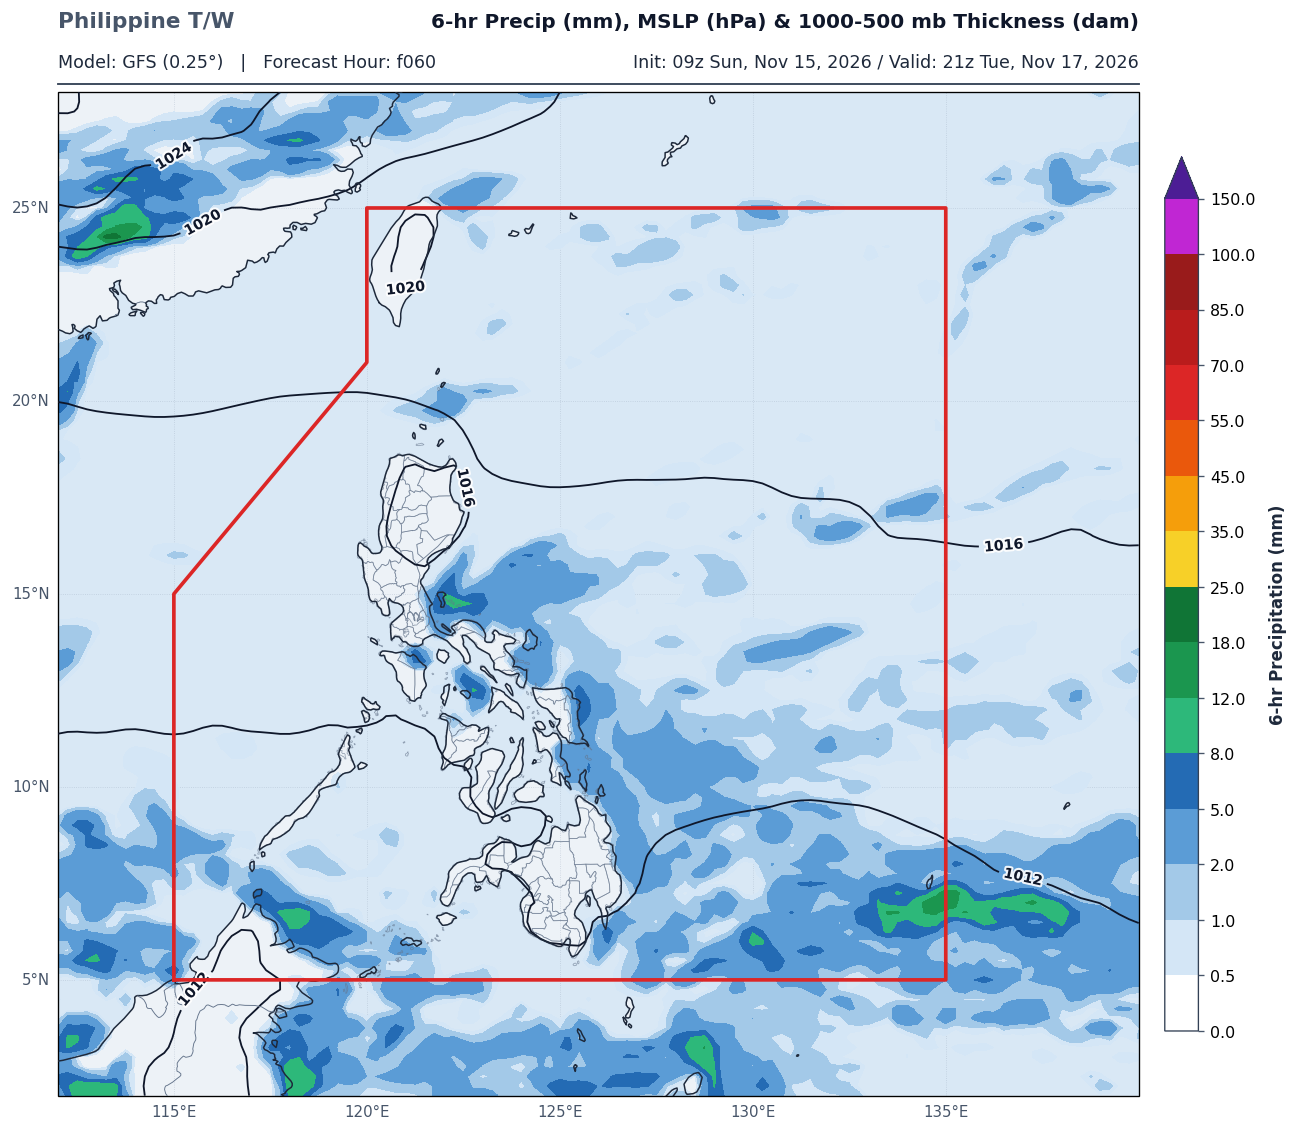 Philippine T/W
6-hr Precip (mm), MSLP (hPa) & 1000-500 mb Thickness (dam)
Model: GFS (0.25°) | Forecast Hour: f060
Init: 09z Sun, Nov 15, 2026 / Valid: 21z Tue, Nov 17, 2026
1024
1020
1020
1016
1016
1012
1012
25°N
20°N
15°N
10°N
5°N
115°E
120°E
125°E
130°E
135°E
150.0
100.0
85.0
70.0
55.0
45.0
35.0
25.0
18.0
12.0
8.0
5.0
2.0
1.0
0.5
0.0
6-hr Precipitation (mm)